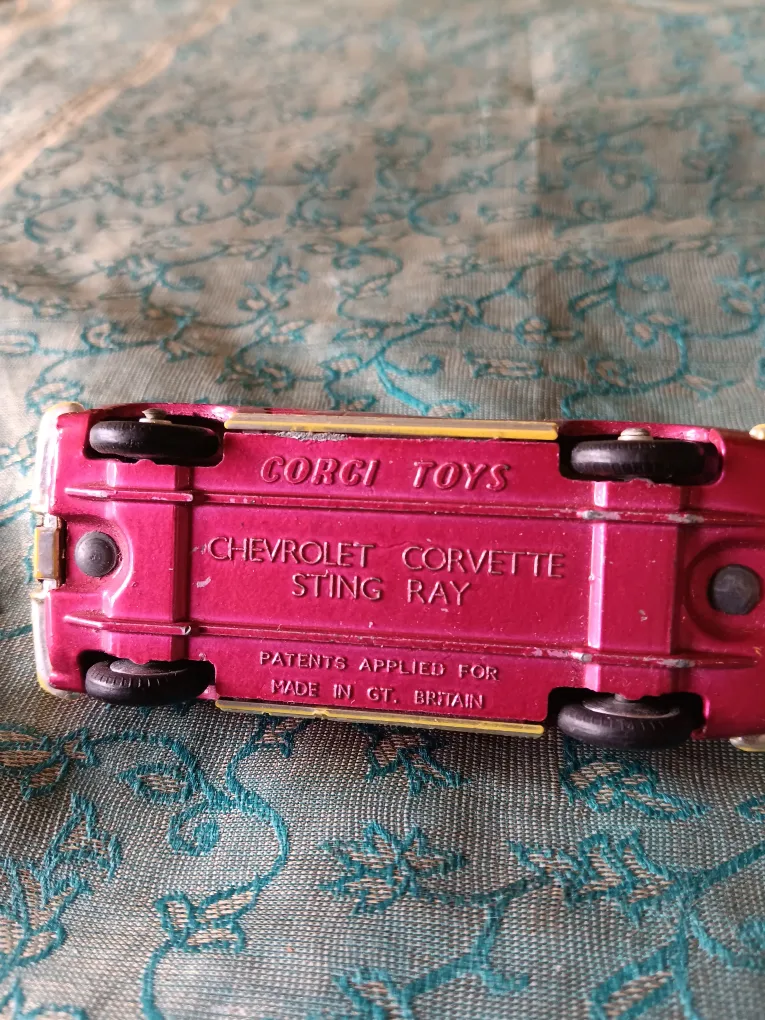 CORGI TOYS
CHEVROLET CORVETTE
STING RAY
PATENTS APPLIED FOR
MADE IN GT. BRITAIN